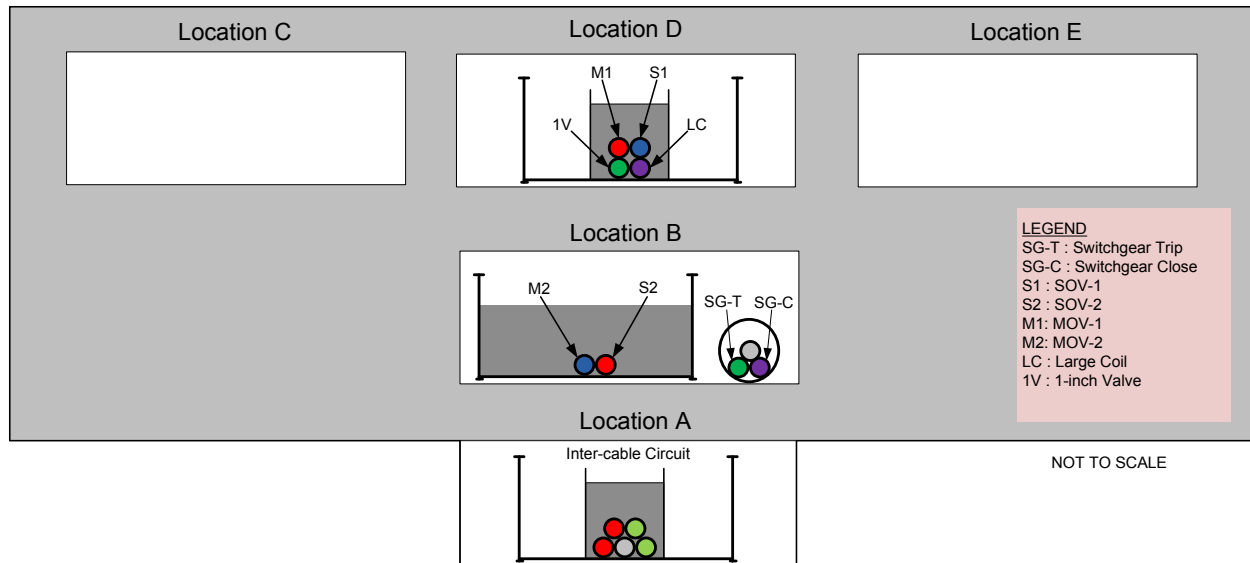 Location C
Location D
Location E
M1
S1
1V
LC
Location B
M2
S2
SG-T
SG-C
LEGEND
SG-T : Switchgear Trip
SG-C : Switchgear Close
S1 : SOV-1
S2 : SOV-2
M1: MOV-1
M2: MOV-2
LC : Large Coil
1V : 1-inch Valve
Location A
Inter-cable Circuit
NOT TO SCALE